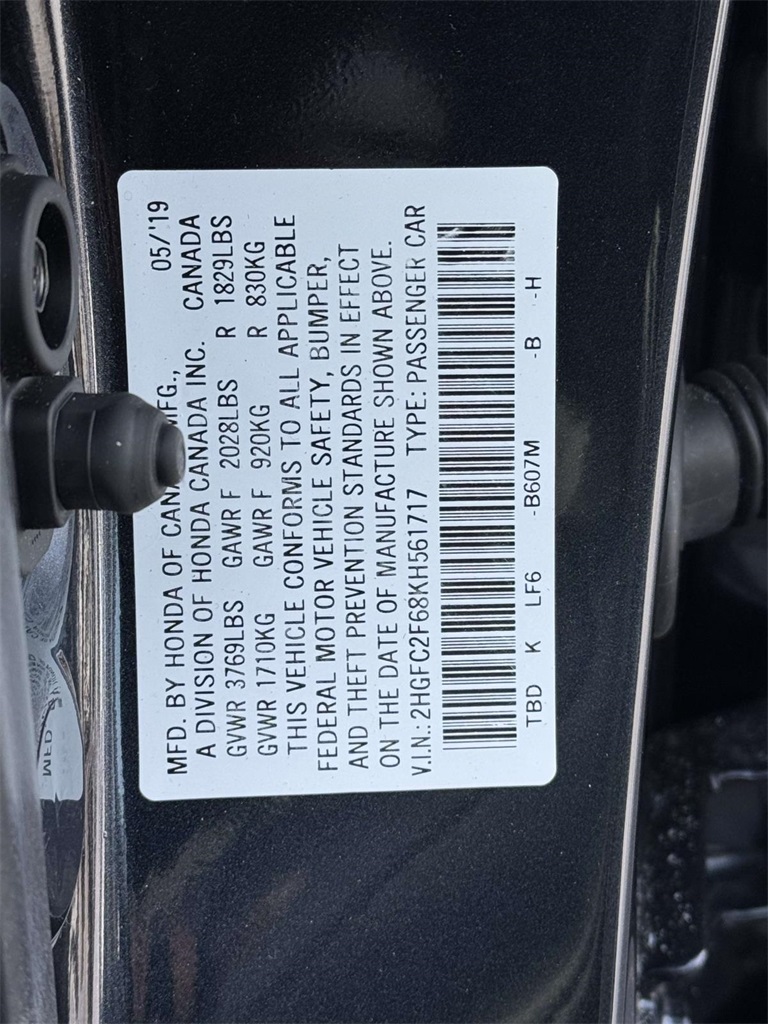 MFD. BY HONDA OF CANA MFG., 05/'19
A DIVISION OF HONDA CANADA INC. CANADA
GVWR 3769LBS GAWR F 2028LBS R 1829LBS
GVWR 1710KG GAWR F 920KG R 830KG
THIS VEHICLE CONFORMS TO ALL APPLICABLE
FEDERAL MOTOR VEHICLE SAFETY, BUMPER,
AND THEFT PREVENTION STANDARDS IN EFFECT
ON THE DATE OF MANUFACTURE SHOWN ABOVE.
V.I.N.:2HGFC2F68KH561717 TYPE:PASSENGER CAR
TBD K LF6 -B607M -B -H